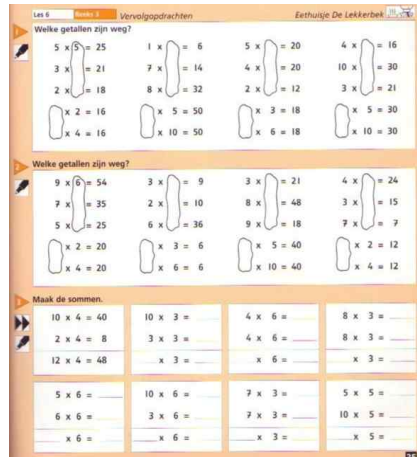 Les 6 Vervolgopdrachten Eethuisje De Lekkerbek
1 Welke getallen zijn weg?
5 x 5 = 25 1 x = 6 5 x = 20 4 x = 16
3 x = 21 7 x = 14 4 x = 20 10 x = 30
2 x = 18 8 x = 32 2 x = 12 3 x = 21
x 2 = 16 x 5 = 50 x 3 = 18 x 5 = 30
x 4 = 16 x 10 = 50 x 6 = 18 x 10 = 30
2 Welke getallen zijn weg?
9 x 6 = 54 3 x = 9 3 x = 21 4 x = 24
7 x = 35 2 x = 10 8 x = 48 3 x = 15
5 x = 25 6 x = 36 9 x = 18 7 x = 7
x 2 = 20 x 3 = 6 x 5 = 40 x 2 = 12
x 4 = 20 x 6 = 6 x 10 = 40 x 4 = 12
3 Maak de sommen.
10 x 4 = 40 10 x 3 = 4 x 6 = 8 x 3 =
2 x 4 = 8 3 x 3 = 4 x 6 = 8 x 3 =
12 x 4 = 48 x 3 = x 6 = x 3 =
5 x 6 = 10 x 6 = 7 x 3 = 5 x 5 =
6 x 6 = 3 x 6 = 7 x 3 = 10 x 5 =
x 6 = x 6 = x 3 = x 5 =